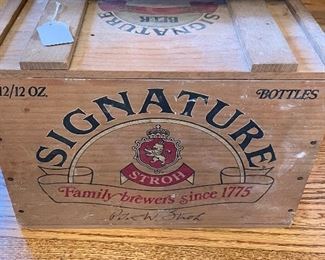 SIGNATURE
BEER
12/12 OZ.
BOTTLES
SIGNATURE
STROH
Family brewers since 1775